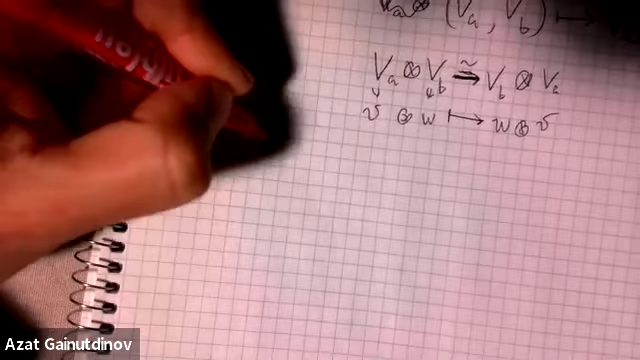 (V_a, V_b) ↦
V_a ⊗ V_b ≅→ V_b ⊗ V_a
v ⊗ w ↦ w ⊗ v
Azat Gainutdinov